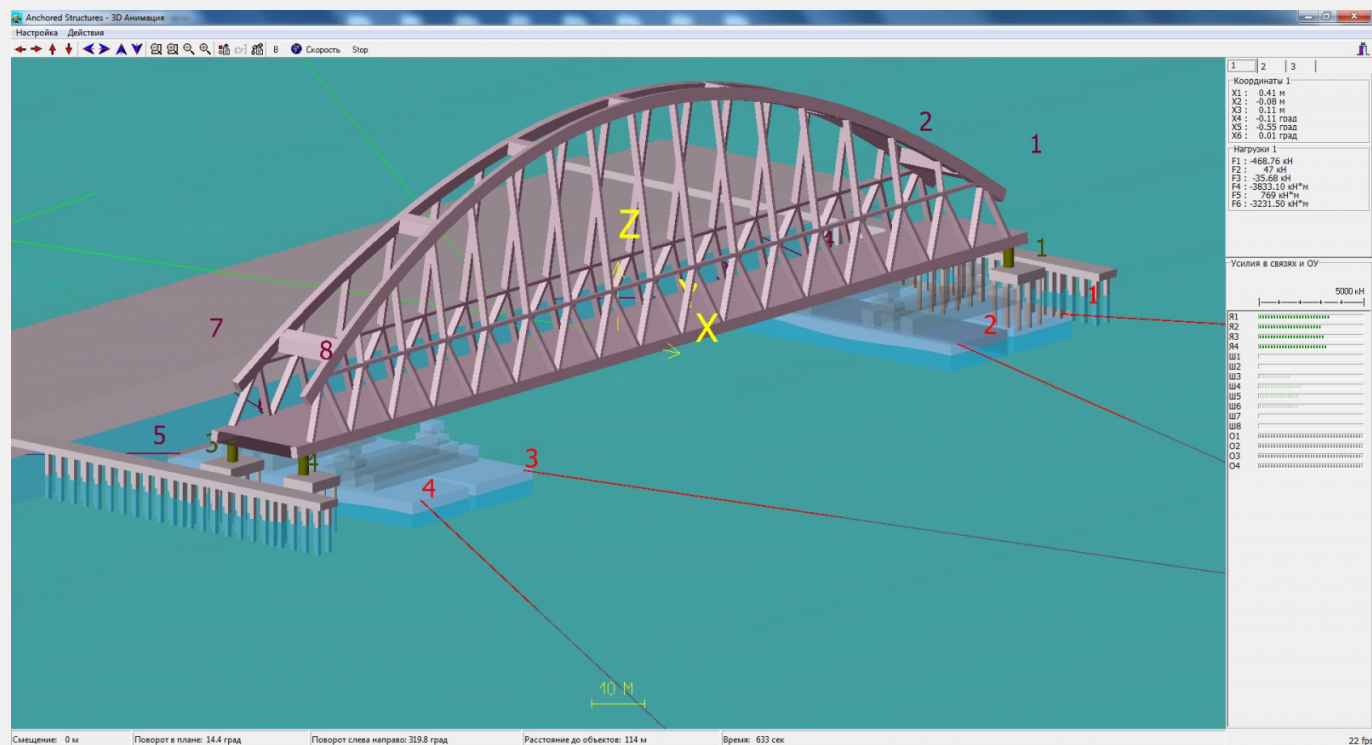 Anchored Structures - 3D Анимация
Настройка Действия
В Скорость Stop
1 2 3
Координаты 1
X1 : 0.41 м
X2 : -0.08 м
X3 : 0.11 м
X4 : -0.11 град
X5 : -0.55 град
X6 : 0.01 град
Нагрузки 1
F1 : -468.76 кН
F2 : 47 кН
F3 : -35.68 кН
F4 : -3833.10 кН*м
F5 : 769 кН*м
F6 : -3231.50 кН*м
Усилия в связях и ОУ
5000 кН
Я1
Я2
Я3
Я4
Ш1
Ш2
Ш3
Ш4
Ш5
Ш6
Ш7
Ш8
О1
О2
О3
О4
2
1
Z
4
1
Y
1
X
2
7
8
5
3
4
3
4
10 М
Смещение: 0 м Поворот в плане: 14.4 град Поворот слева направо: 319.8 град Расстояние до объектов: 114 м Время: 633 сек 22 fps